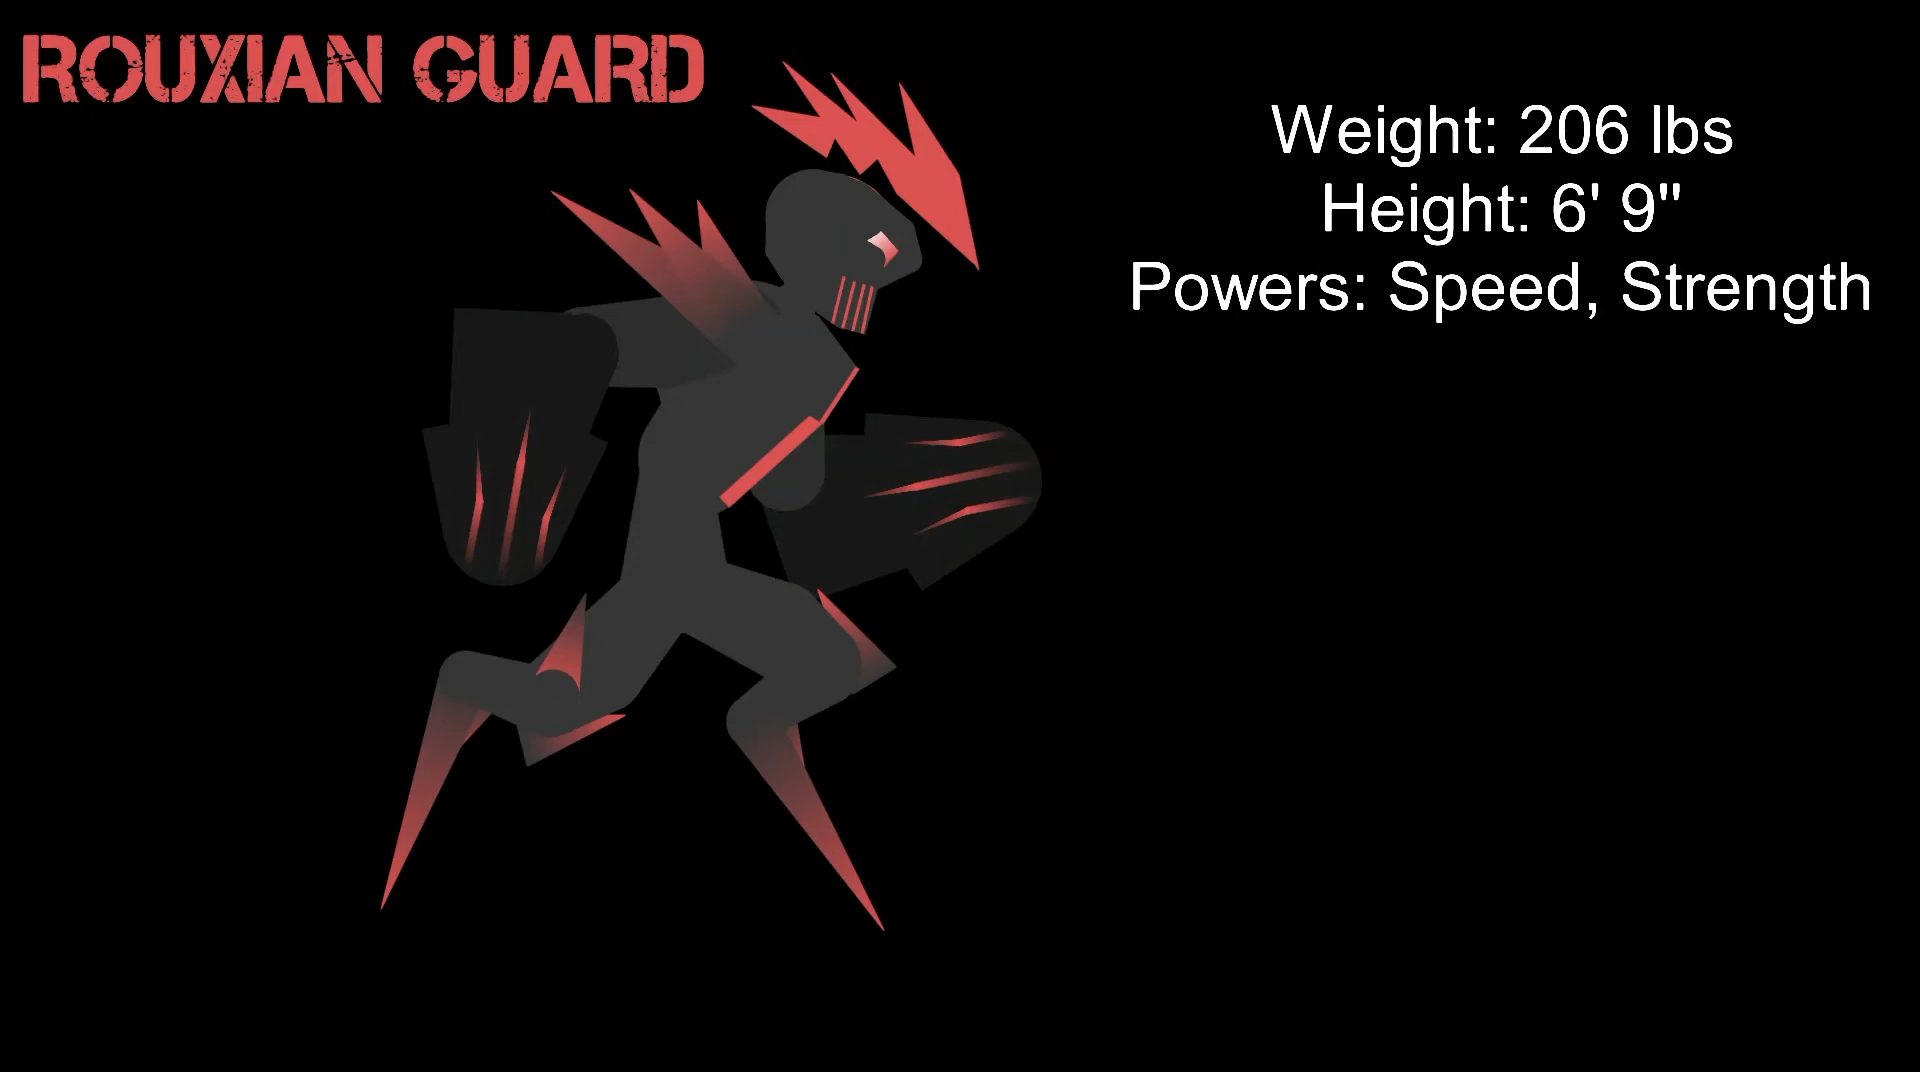 ROUXIAN GUARD
Weight: 206 lbs
Height: 6' 9"
Powers: Speed, Strength